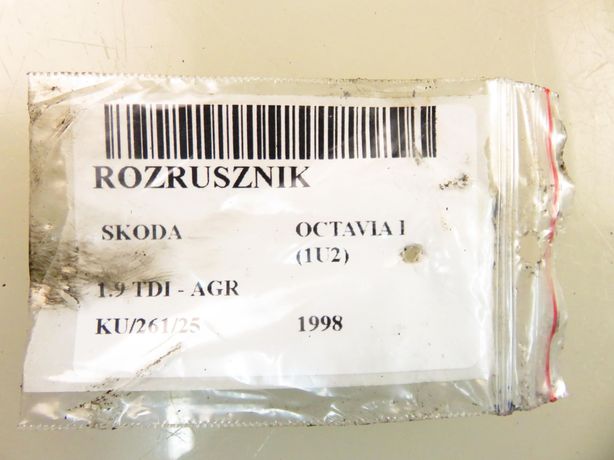 ROZRUSZNIK
SKODA OCTAVIA I
(1U2)
1.9 TDI - AGR
KU/261/25 1998